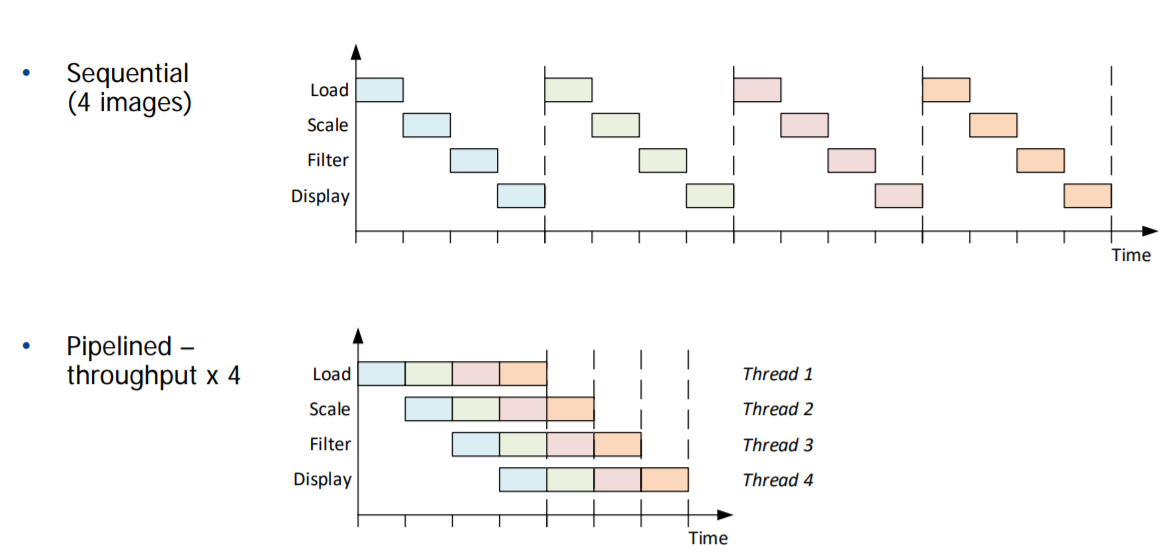 • Sequential
(4 images)
Load
Scale
Filter
Display
Time
• Pipelined –
throughput x 4
Load Thread 1
Scale Thread 2
Filter Thread 3
Display Thread 4
Time